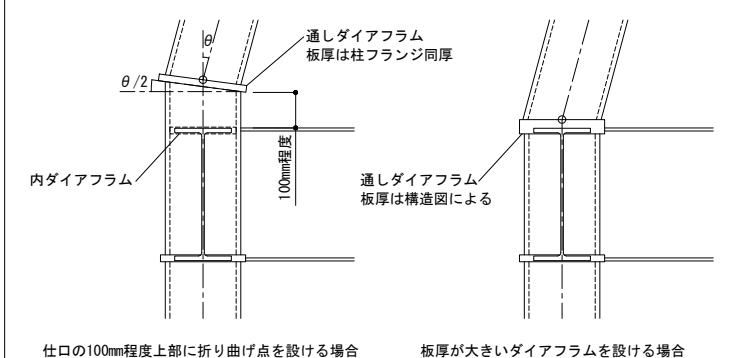 θ
通しダイアフラム
板厚は柱フランジ同厚
θ/2
内ダイアフラム
100mm程度
通しダイアフラム
板厚は構造図による
仕口の100mm程度上部に折り曲げ点を設ける場合
板厚が大きいダイアフラムを設ける場合